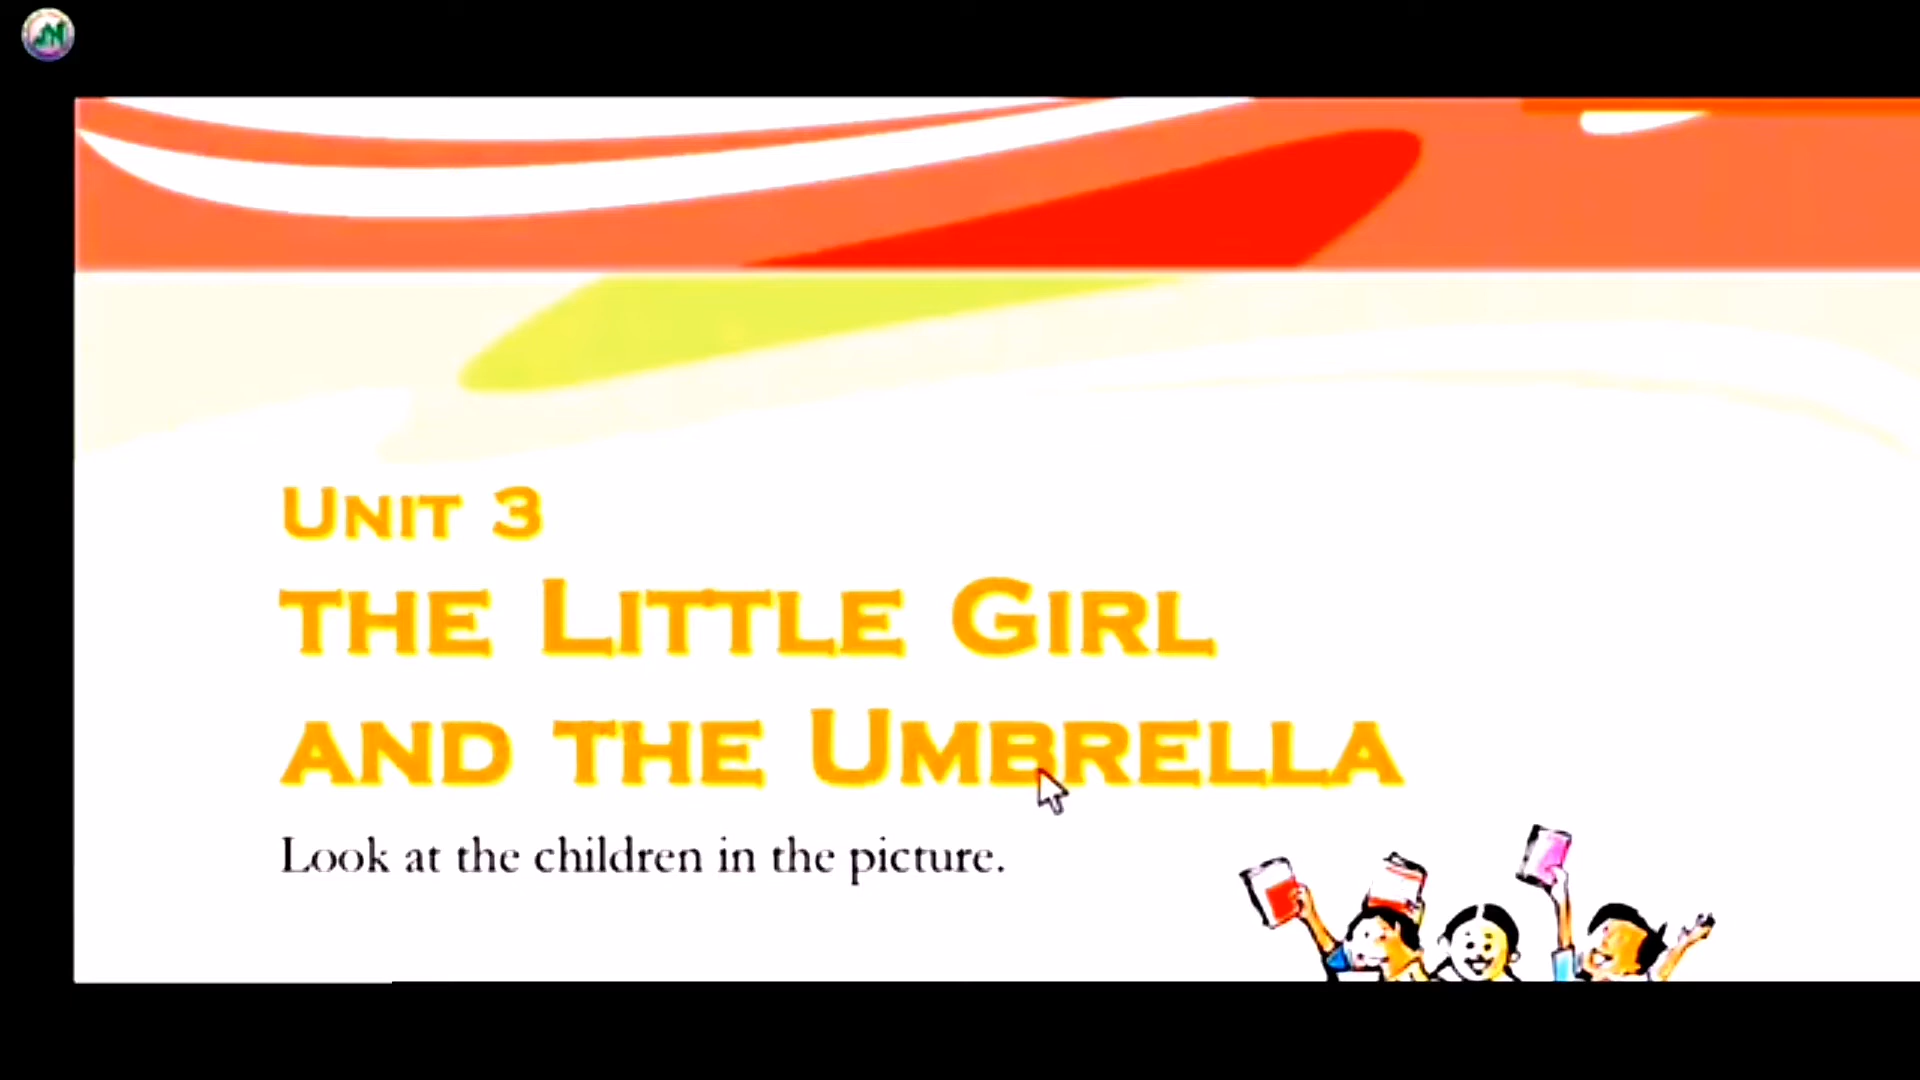 UNIT 3
THE LITTLE GIRL
AND THE UMBRELLA
Look at the children in the picture.